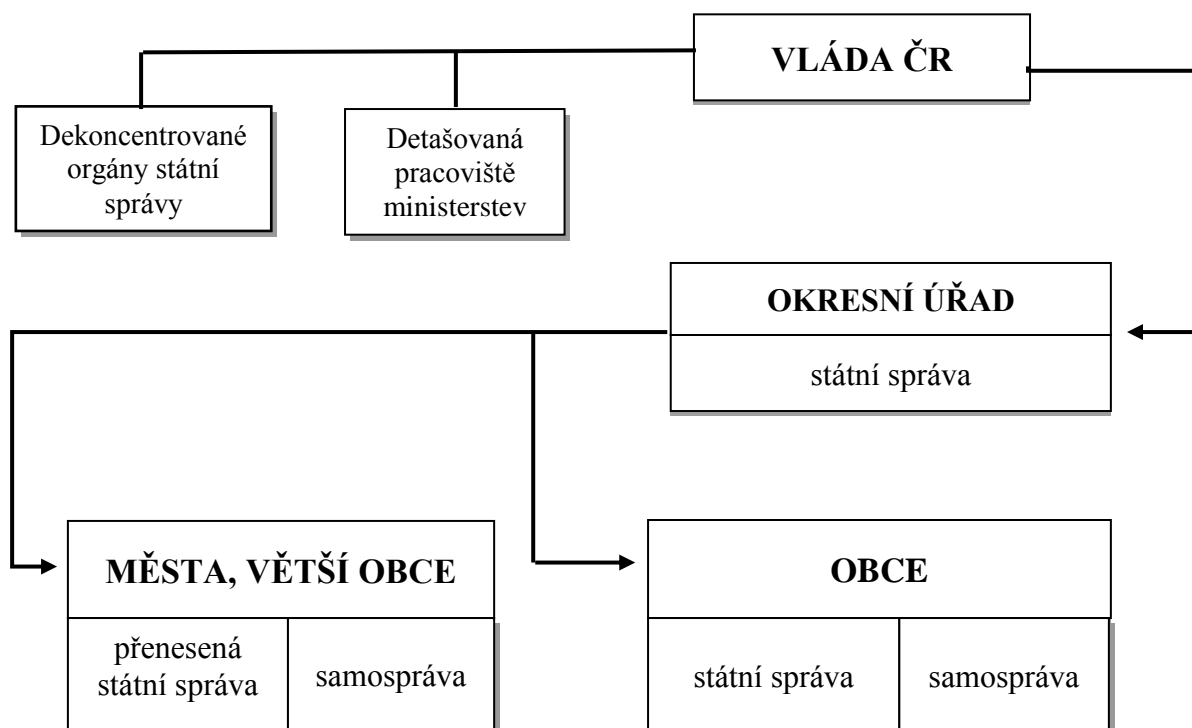 VLÁDA ČR
Dekoncentrované
orgány státní
správy
Detašovaná
pracoviště
ministerstev
OKRESNÍ ÚŘAD
státní správa
MĚSTA, VĚTŠÍ OBCE
přenesená
státní správa
samospráva
OBCE
státní správa
samospráva